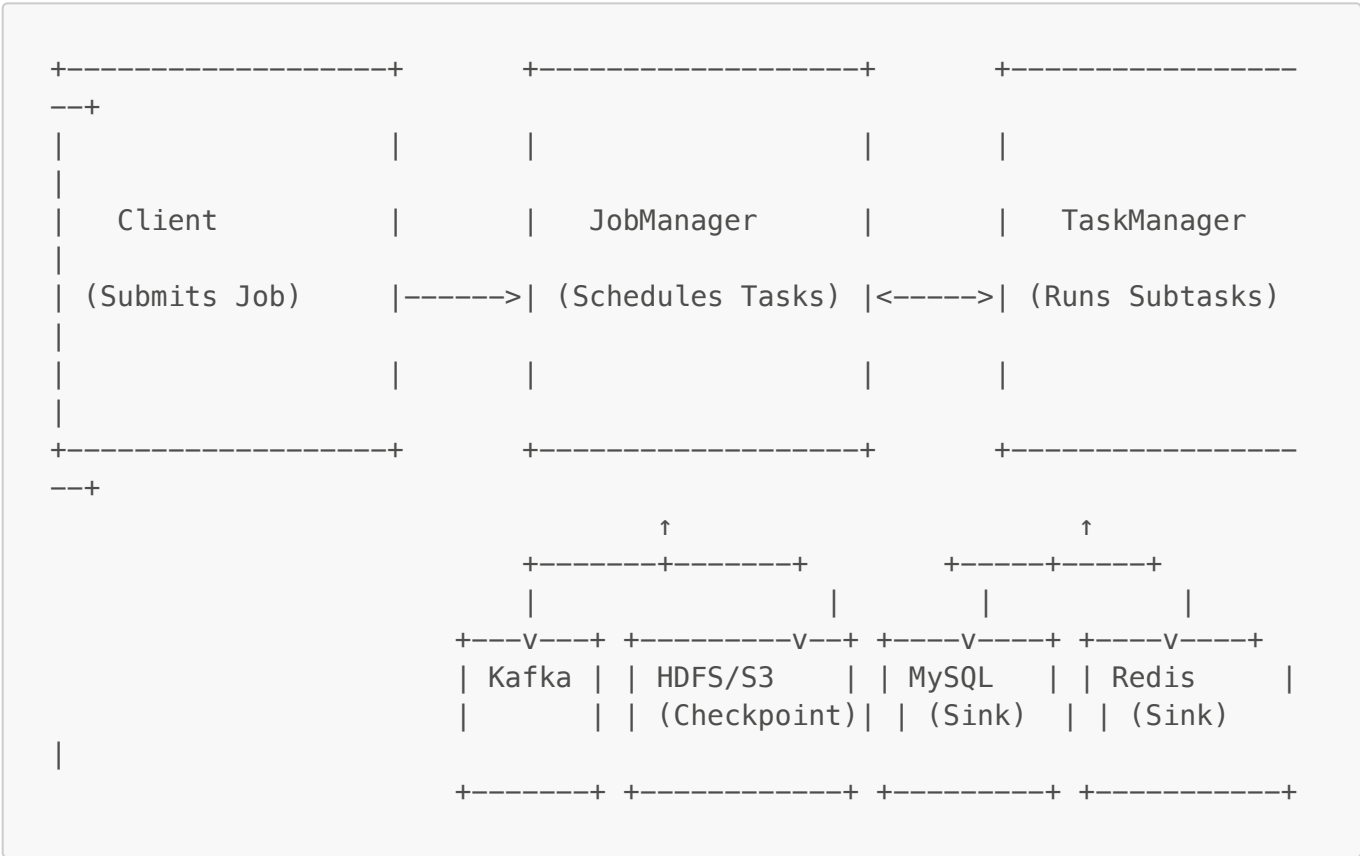 +-------------------+       +-------------------+       +-----------------
--+
|                   |       |                   |       |
|
|   Client          |       |   JobManager      |       |   TaskManager
|
| (Submits Job)     |------>| (Schedules Tasks) |<----->| (Runs Subtasks)
|
|                   |       |                   |       |
|
+-------------------+       +-------------------+       +-----------------
--+
                                    ↑                        ↑
                            +-------+-------+        +-----+-----+
                            |                 |        |           |
                        +---v---+ +---------v--+ +----v----+ +----v----+
                        | Kafka | | HDFS/S3    | | MySQL   | | Redis     |
                        |       | | (Checkpoint)| | (Sink)  | | (Sink)
|
                        +-------+ +------------+ +---------+ +-----------+